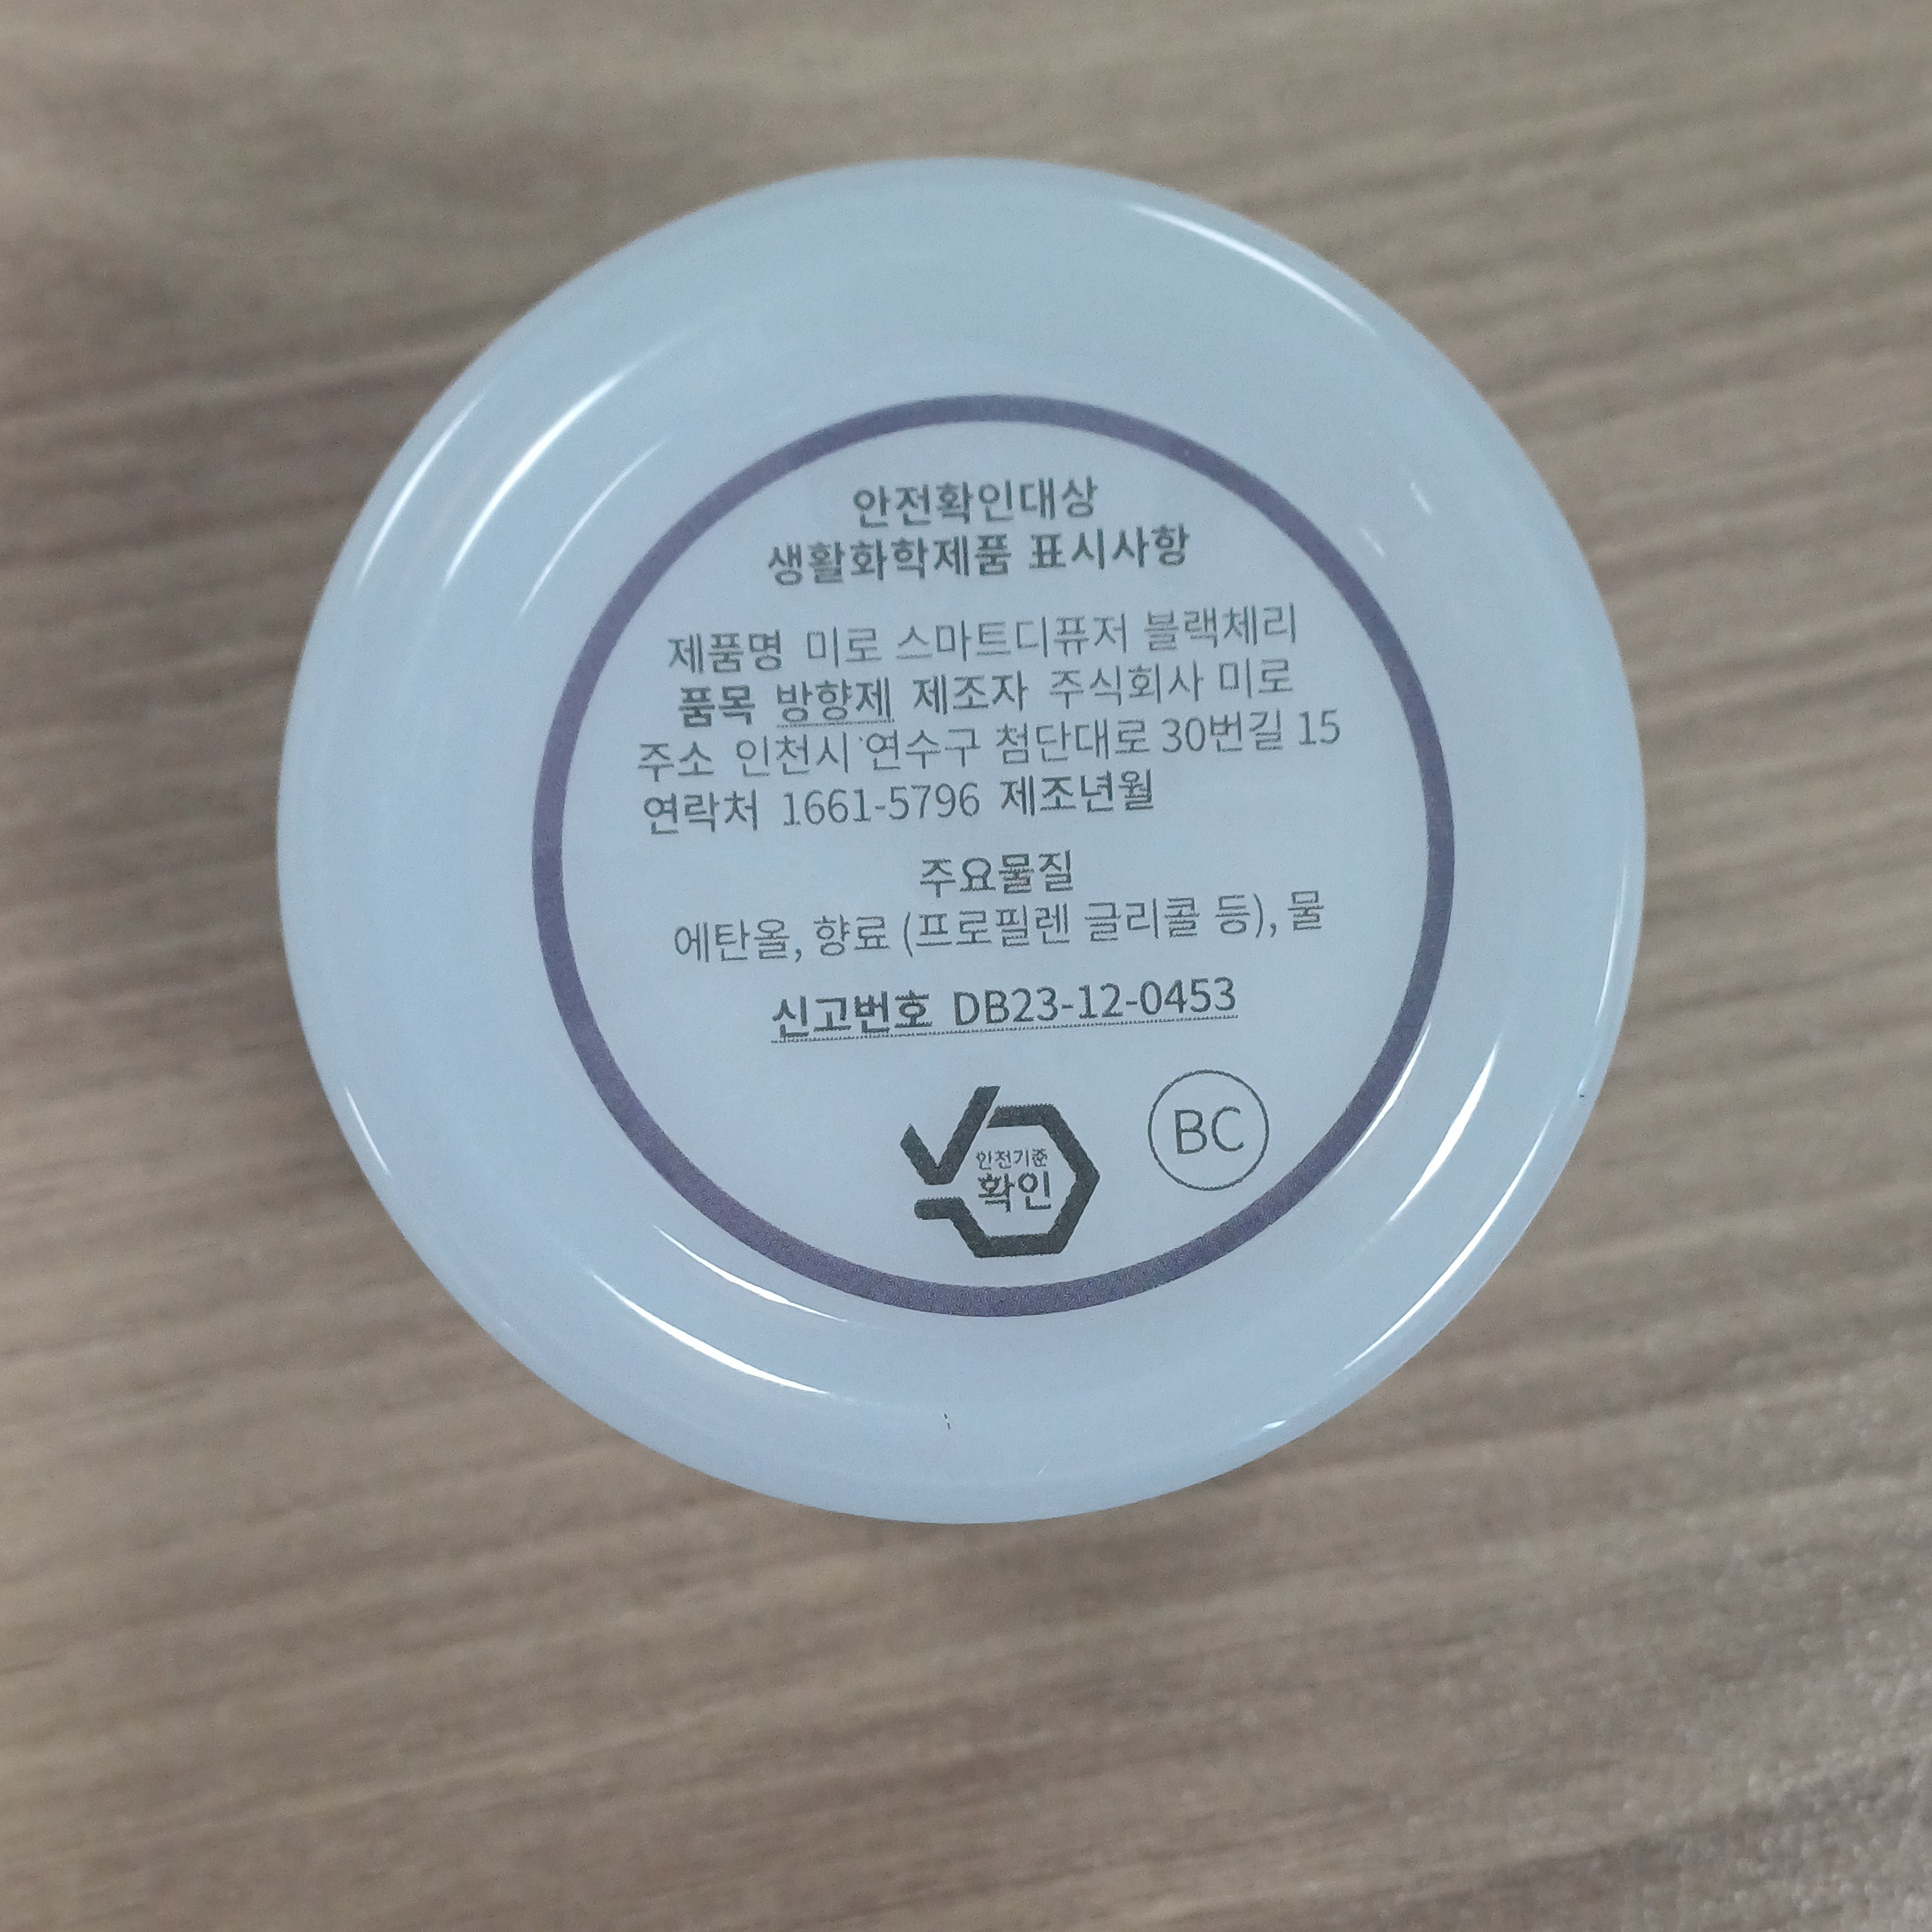 안전확인대상
생활화학제품 표시사항
제품명 미로 스마트디퓨저 블랙체리
품목 방향제 제조자 주식회사 미로
주소 인천시 연수구 첨단대로 30번길 15
연락처 1661-5796 제조년월
주요물질
에탄올, 향료 (프로필렌 글리콜 등), 물
신고번호 DB23-12-0453
안전기준
확인
BC